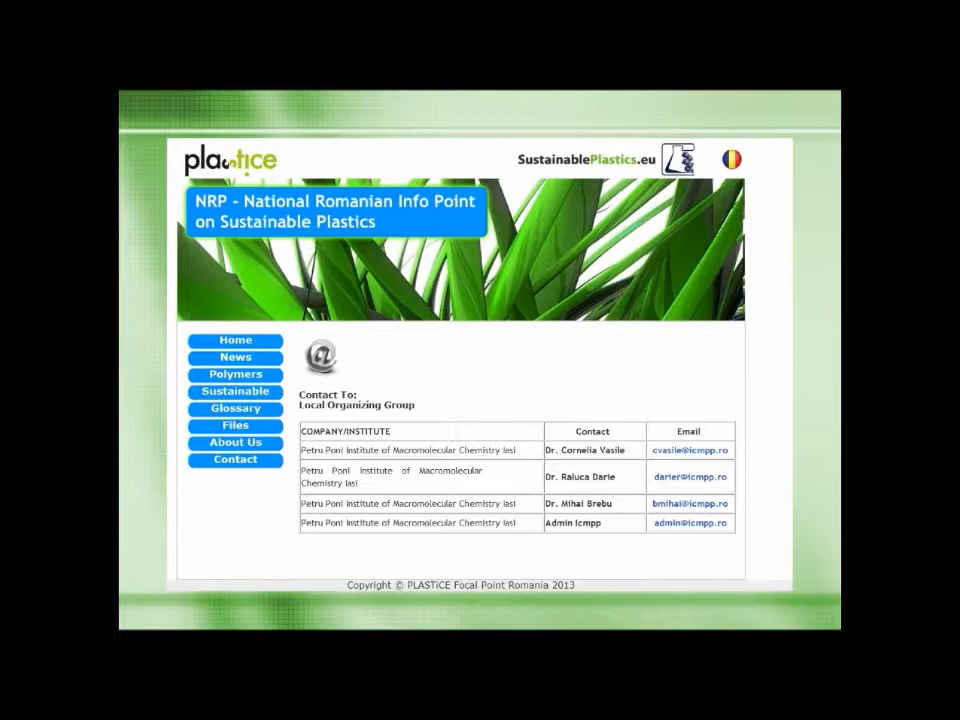 plastice
SustainablePlastics.eu
NRP - National Romanian Info Point
on Sustainable Plastics
Home
News
Polymers
Sustainable
Glossary
Files
About Us
Contact
@
Contact To:
Local Organizing Group
COMPANY/INSTITUTE Contact Email
Petru Poni Institute of Macromolecular Chemistry Iasi Dr. Cornelia Vasile cvasile@icmpp.ro
Petru Poni Institute of Macromolecular
Chemistry Iasi Dr. Raluca Darie darier@icmpp.ro
Petru Poni Institute of Macromolecular Chemistry Iasi Dr. Mihai Brebu bmihai@icmpp.ro
Petru Poni Institute of Macromolecular Chemistry Iasi Admin Icmpp admin@icmpp.ro
Copyright © PLASTiCE Focal Point Romania 2013